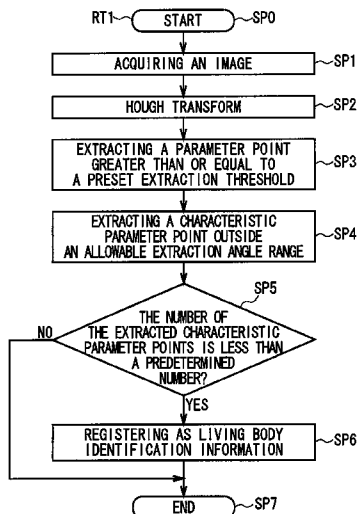 RT1 START SP0
ACQUIRING AN IMAGE SP1
HOUGH TRANSFORM SP2
EXTRACTING A PARAMETER POINT
GREATER THAN OR EQUAL TO
A PRESET EXTRACTION THRESHOLD
SP3
EXTRACTING A CHARACTERISTIC
PARAMETER POINT OUTSIDE
AN ALLOWABLE EXTRACTION ANGLE RANGE
SP4
SP5
THE NUMBER OF
THE EXTRACTED CHARACTERISTIC
PARAMETER POINTS IS LESS THAN
A PREDETERMINED
NUMBER?
NO
YES
REGISTERING AS LIVING BODY
IDENTIFICATION INFORMATION
SP6
END SP7